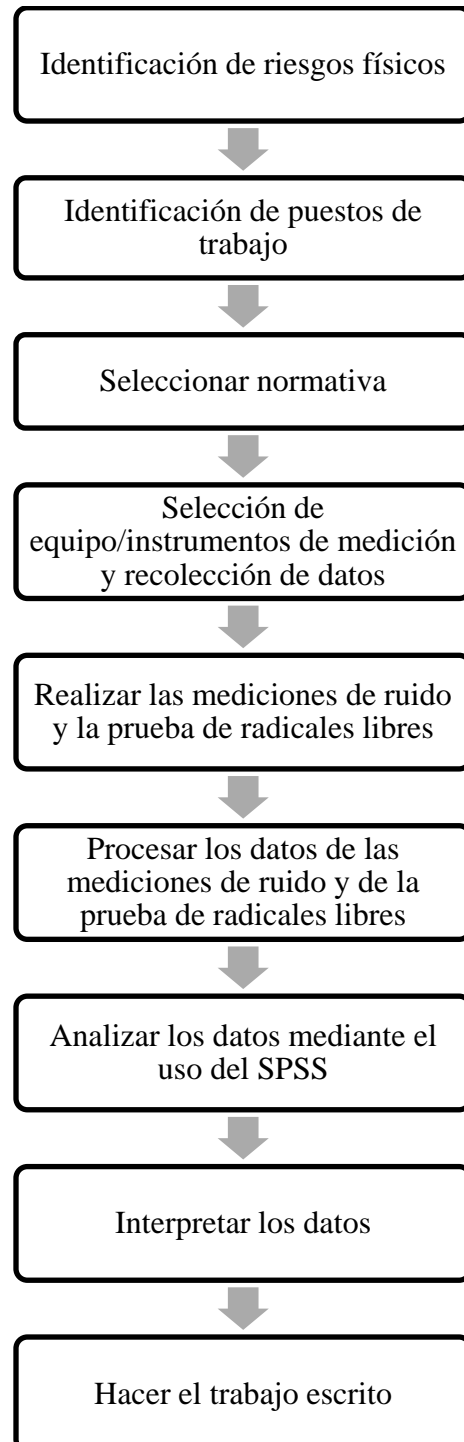 Identificación de riesgos físicos
Identificación de puestos de
trabajo
Seleccionar normativa
Selección de
equipo/instrumentos de medición
y recolección de datos
Realizar las mediciones de ruido
y la prueba de radicales libres
Procesar los datos de las
mediciones de ruido y de la
prueba de radicales libres
Analizar los datos mediante el
uso del SPSS
Interpretar los datos
Hacer el trabajo escrito